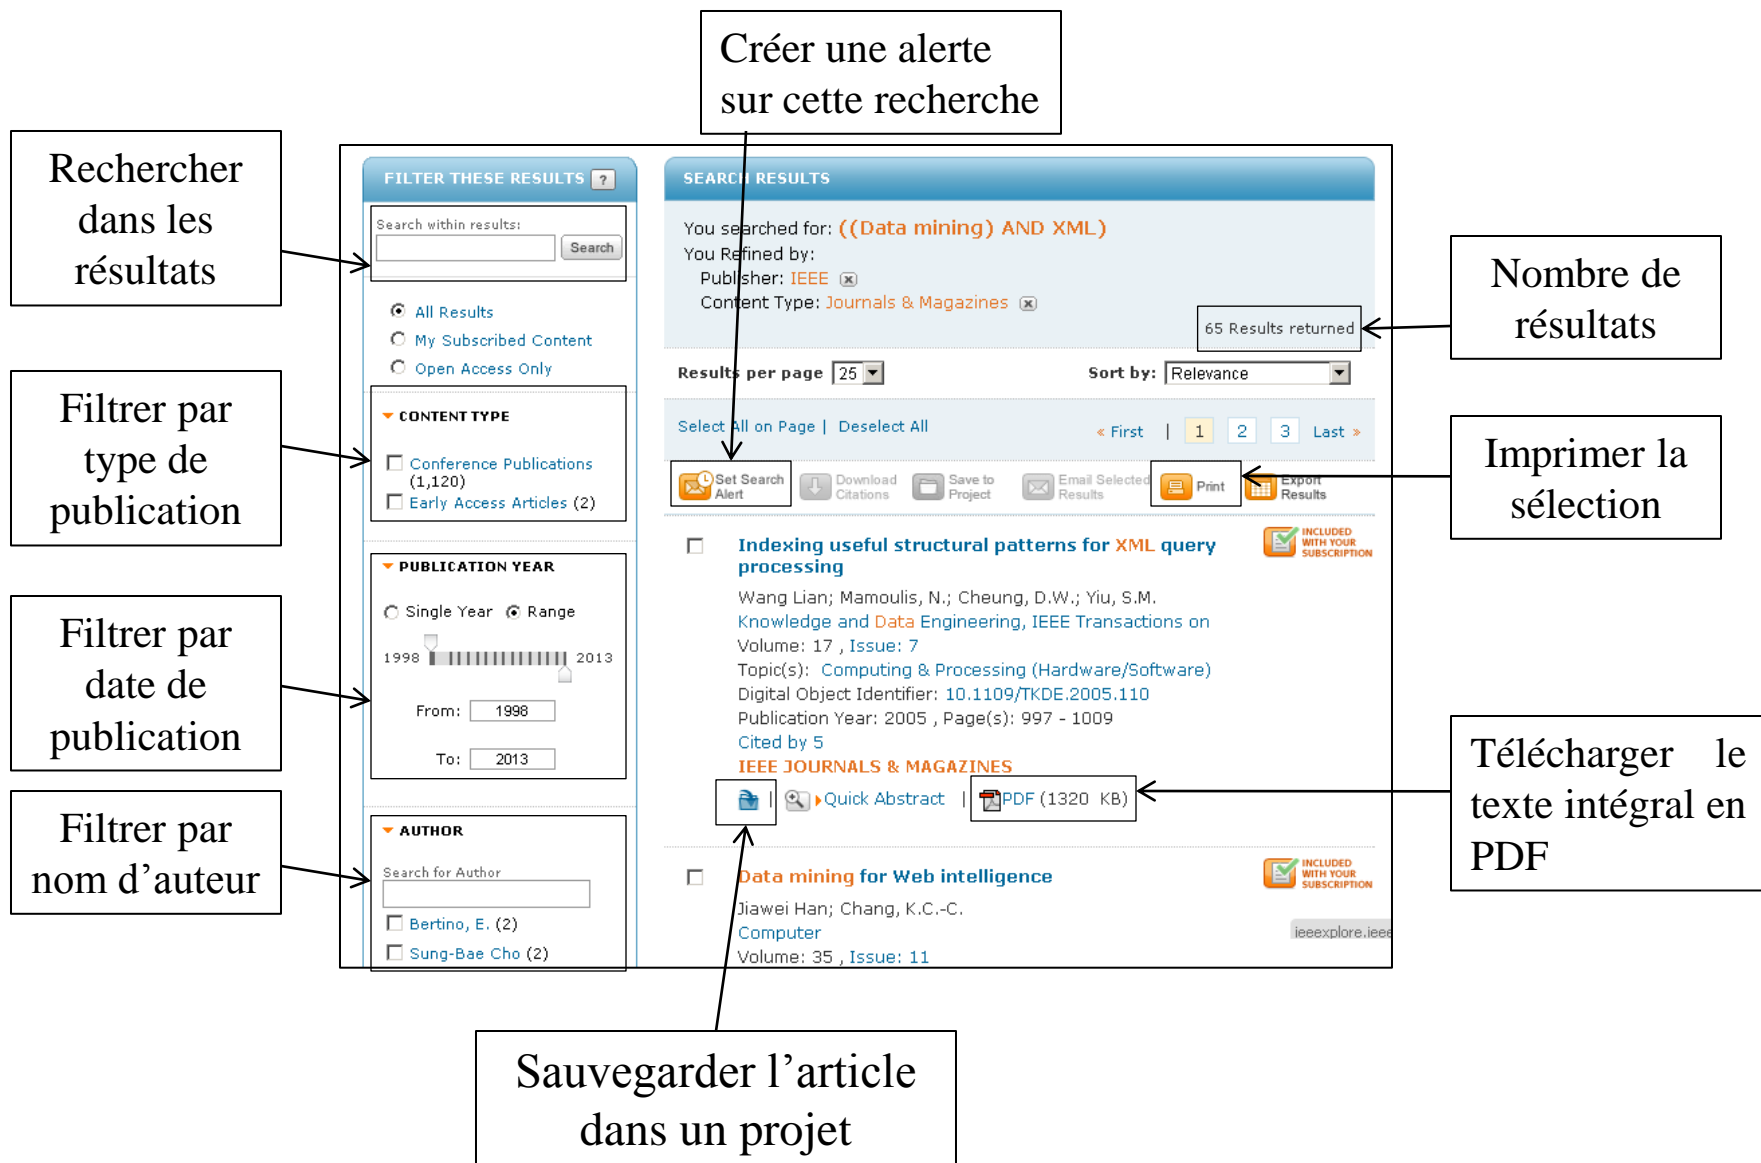 Créer une alerte
sur cette recherche
Rechercher
dans les
résultats
Filtrer par
type de
publication
Filtrer par
date de
publication
Filtrer par
nom d’auteur
FILTER THESE RESULTS ?
Search within results:
Search
All Results
My Subscribed Content
Open Access Only
CONTENT TYPE
Conference Publications
(1,120)
Early Access Articles (2)
PUBLICATION YEAR
Single Year Range
1998 2013
From: 1998
To: 2013
AUTHOR
Search for Author
Bertino, E. (2)
Sung-Bae Cho (2)
SEARCH RESULTS
You searched for: ((Data mining) AND XML)
You Refined by:
Publisher: IEEE x
Content Type: Journals & Magazines x
65 Results returned
Results per page 25 Sort by: Relevance
Select All on Page | Deselect All « First | 1 2 3 Last »
Set Search
Alert
Download
Citations
Save to
Project
Email Selected
Results
Print
Export
Results
Indexing useful structural patterns for XML query
processing
INCLUDED
WITH YOUR
SUBSCRIPTION
Wang Lian; Mamoulis, N.; Cheung, D.W.; Yiu, S.M.
Knowledge and Data Engineering, IEEE Transactions on
Volume: 17 , Issue: 7
Topic(s): Computing & Processing (Hardware/Software)
Digital Object Identifier: 10.1109/TKDE.2005.110
Publication Year: 2005 , Page(s): 997 - 1009
Cited by 5
IEEE JOURNALS & MAGAZINES
| Quick Abstract | PDF (1320 KB)
Data mining for Web intelligence
INCLUDED
WITH YOUR
SUBSCRIPTION
Jiawei Han; Chang, K.C.-C.
Computer
Volume: 35 , Issue: 11
ieeexplore.ieee
Nombre de
résultats
Imprimer la
sélection
Télécharger le
texte intégral en
PDF
Sauvegarder l’article
dans un projet